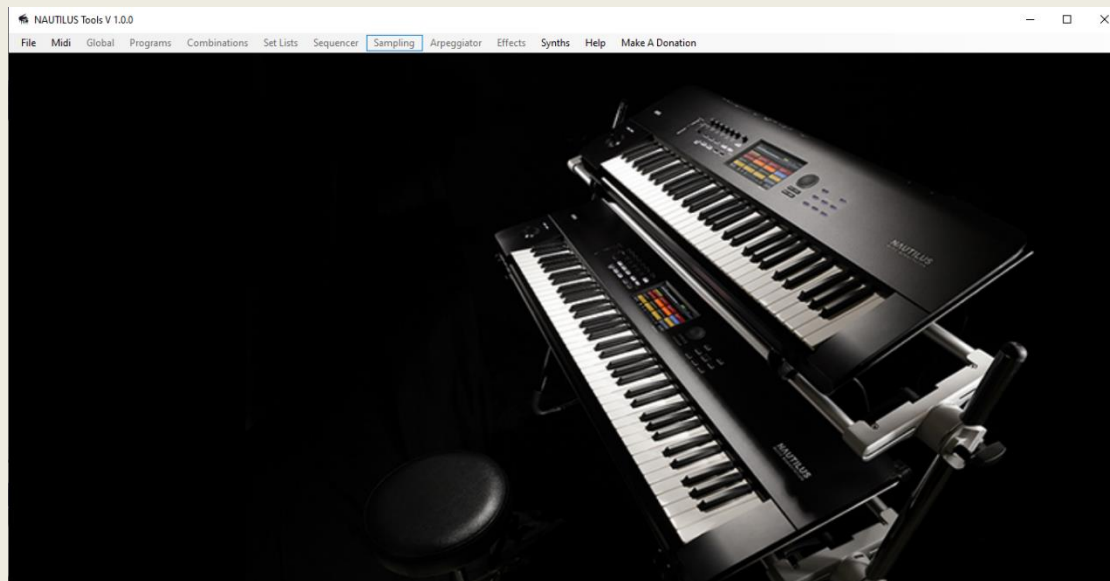 NAUTILUS Tools V 1.0.0
File Midi Global Programs Combinations Set Lists Sequencer Sampling Arpeggiator Effects Synths Help Make A Donation
NAUTILUS
NAUTILUS